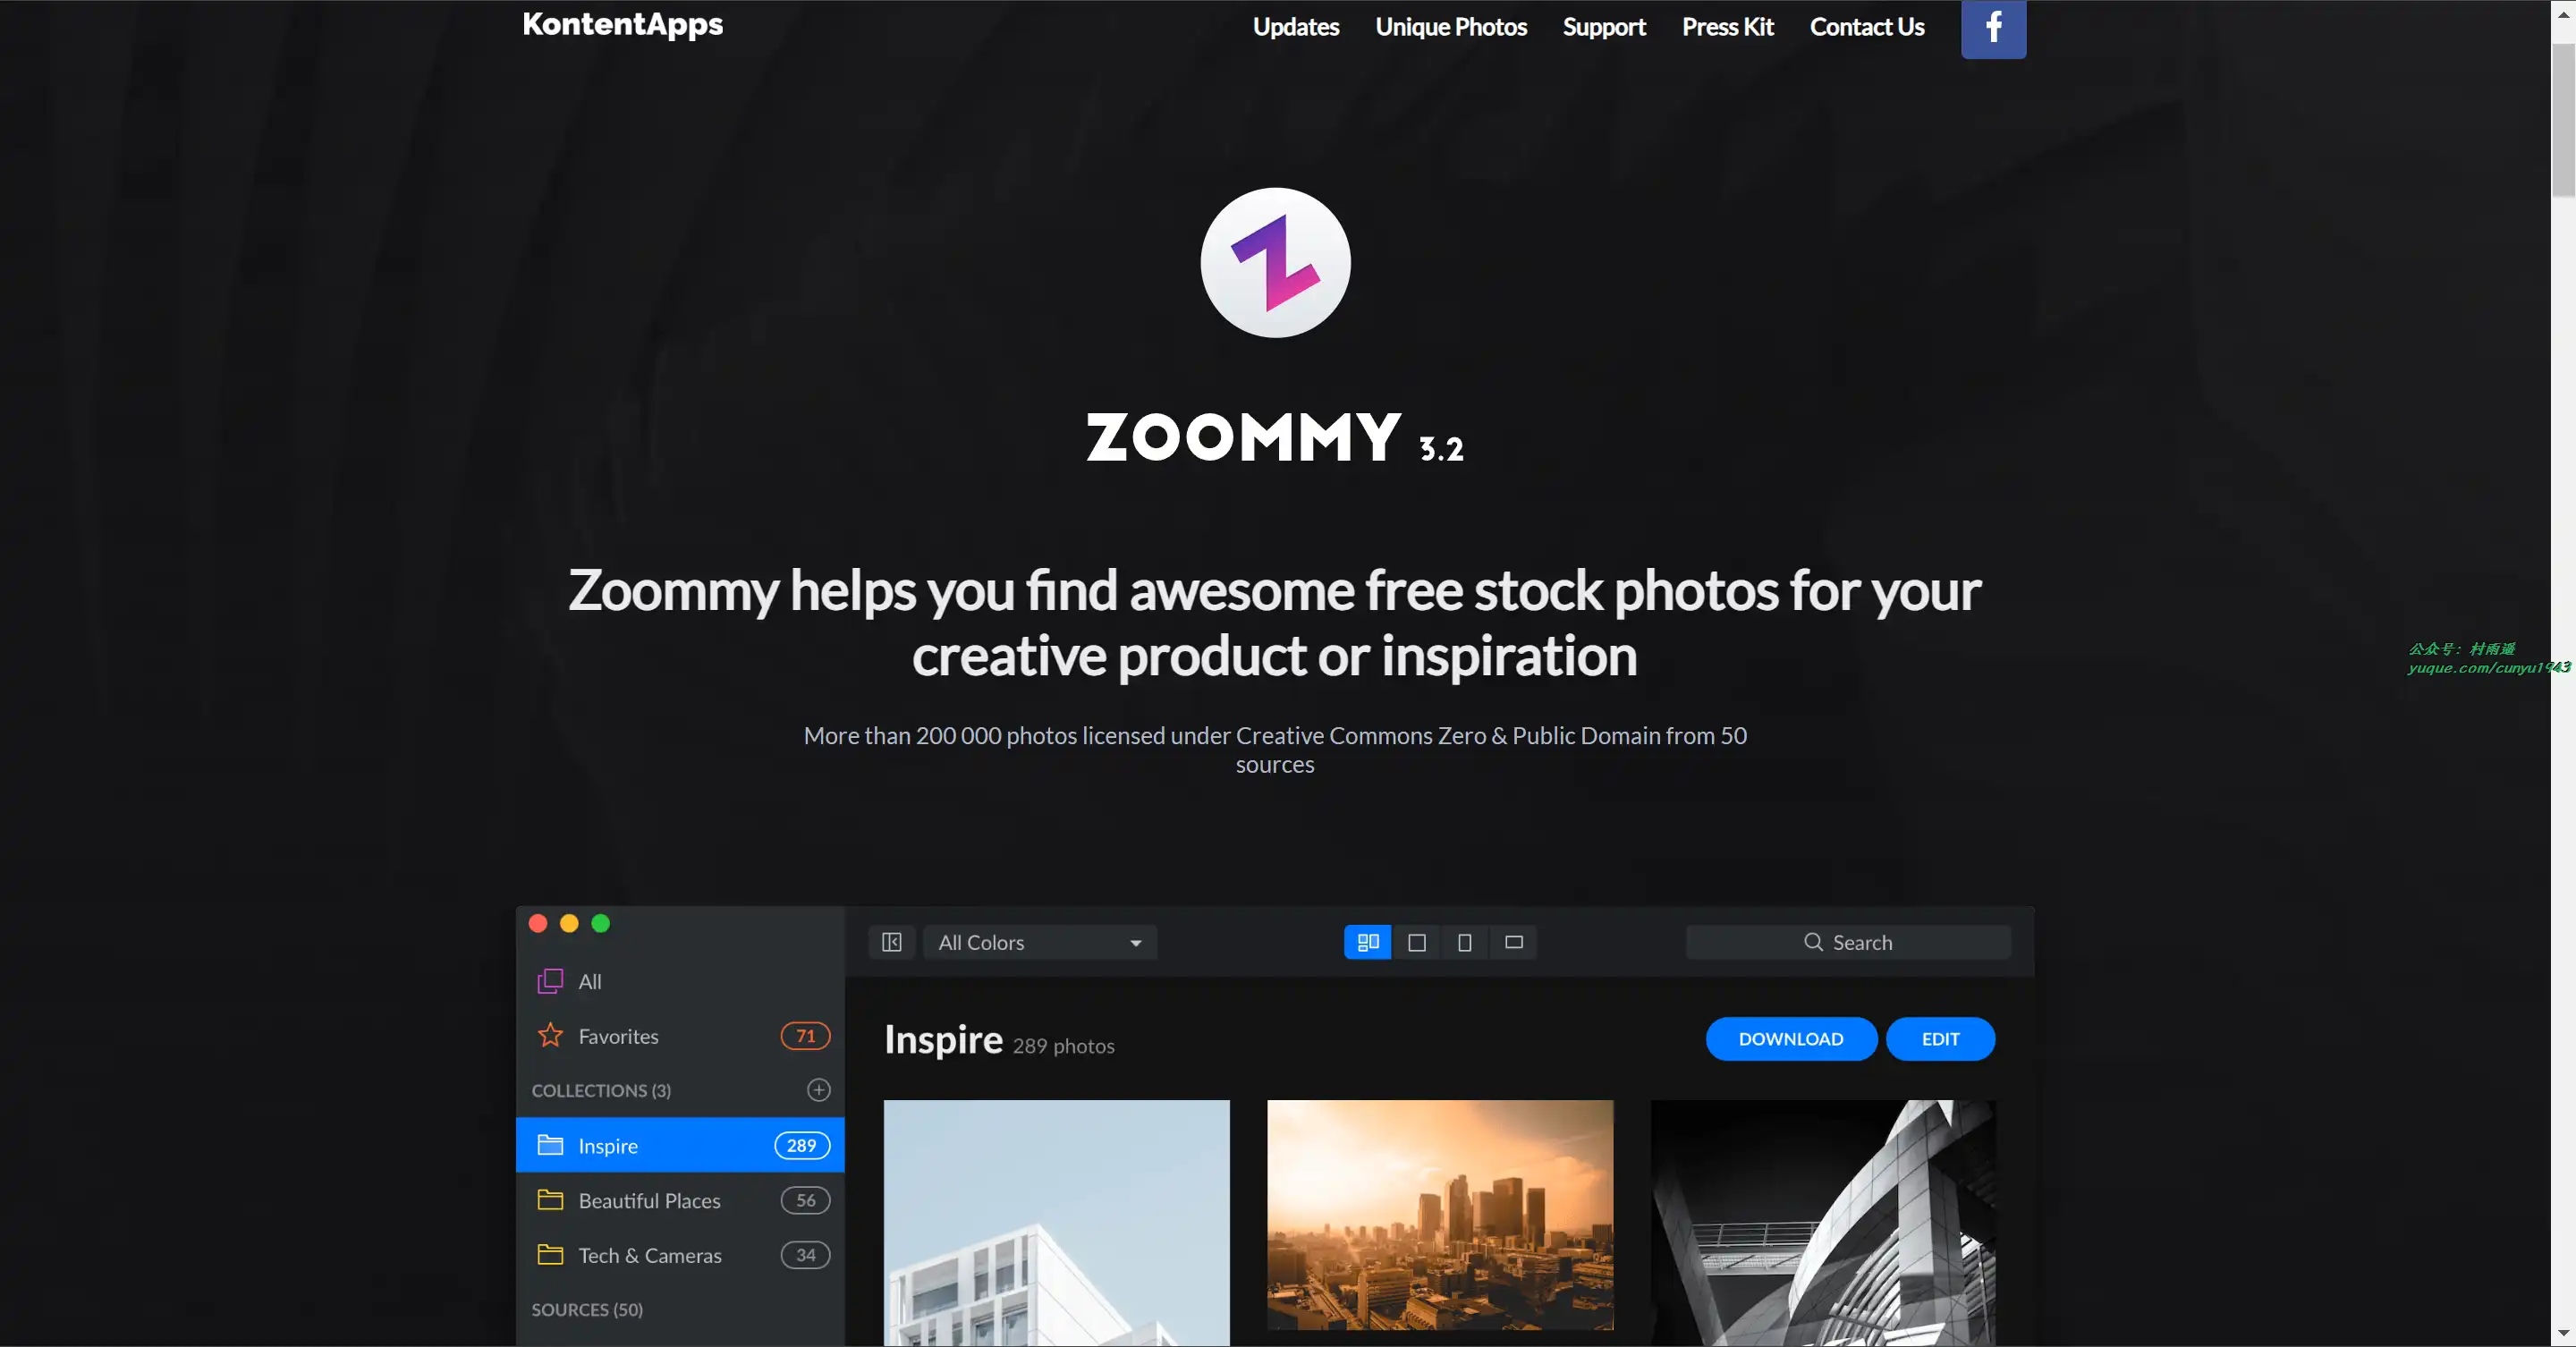 KontentApps
Updates
Unique Photos
Support
Press Kit
Contact Us
ZOOMMY 3.2
Zoommy helps you find awesome free stock photos for your
creative product or inspiration
公众号：村雨遥
yuque.com/cunyu1943
More than 200 000 photos licensed under Creative Commons Zero & Public Domain from 50
sources
All Colors
Search
All
Favorites 71
COLLECTIONS (3)
Inspire 289
Beautiful Places 56
Tech & Cameras 34
SOURCES (50)
Inspire 289 photos
DOWNLOAD
EDIT